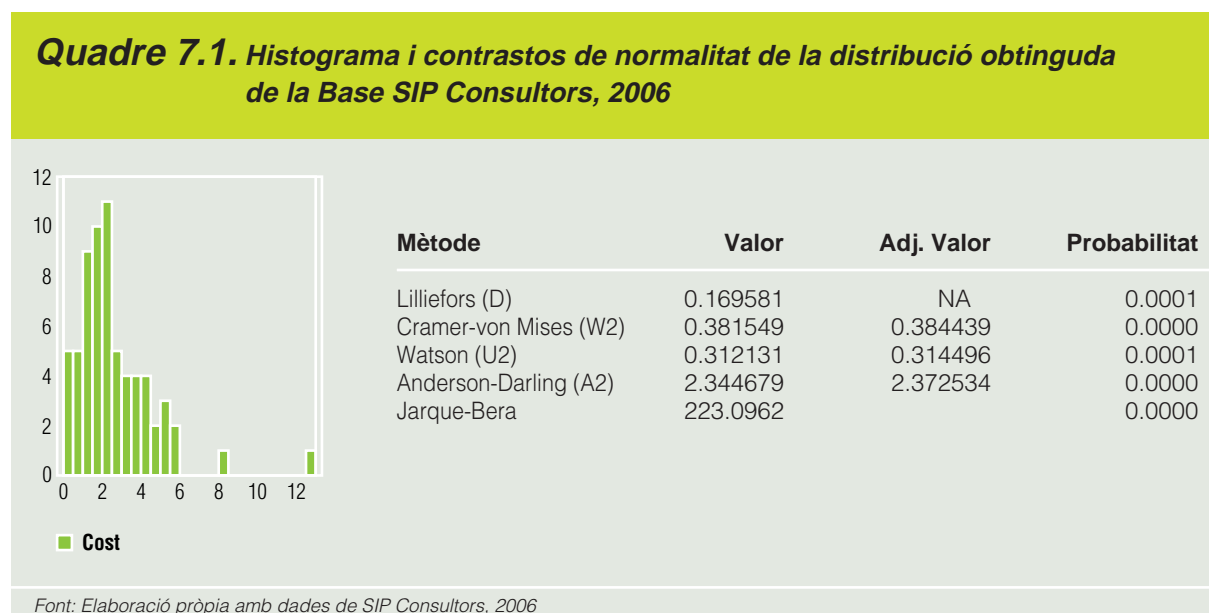 Quadre 7.1. Histograma i contrastos de normalitat de la distribució obtinguda
de la Base SIP Consultors, 2006
12
10
8
6
4
2
0
0 2 4 6 8 10 12
Cost
Mètode Valor Adj. Valor Probabilitat
Lilliefors (D) 0.169581 NA 0.0001
Cramer-von Mises (W2) 0.381549 0.384439 0.0000
Watson (U2) 0.312131 0.314496 0.0001
Anderson-Darling (A2) 2.344679 2.372534 0.0000
Jarque-Bera 223.0962 0.0000
Font: Elaboració pròpia amb dades de SIP Consultors, 2006